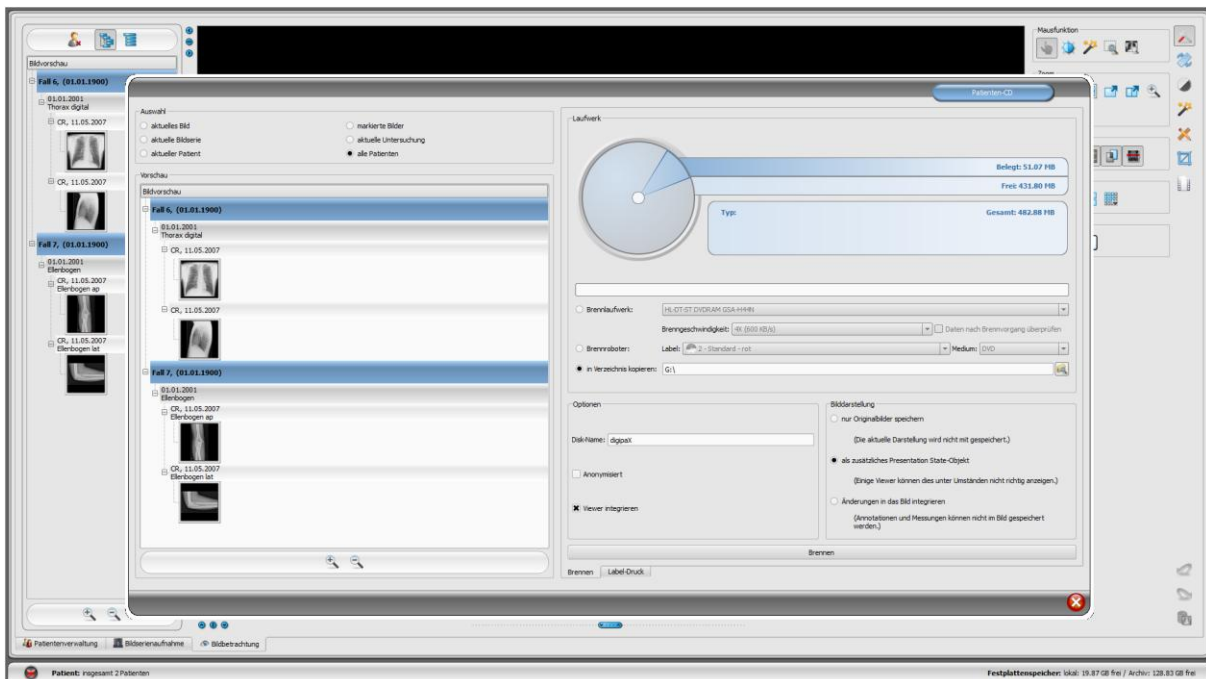 Bildvorschau
Fall 6, (01.01.1900)
01.01.2001
Thorax digital
CR, 11.05.2007
CR, 11.05.2007
Fall 7, (01.01.1900)
01.01.2001
Ellenbogen
CR, 11.05.2007
Ellenbogen ap
CR, 11.05.2007
Ellenbogen lat
Mausfunktion
Patienten-CD
Auswahl
aktuelles Bild
markierte Bilder
aktuelle Bildserie
aktuelle Untersuchung
aktueller Patient
alle Patienten
Vorschau
Bildvorschau
Fall 6, (01.01.1900)
01.01.2001
Thorax digital
CR, 11.05.2007
CR, 11.05.2007
Fall 7, (01.01.1900)
01.01.2001
Ellenbogen
CR, 11.05.2007
Ellenbogen ap
CR, 11.05.2007
Ellenbogen lat
Laufwerk
Belegt: 51.07 MB
Frei: 431.80 MB
Typ: Gesamt: 482.88 MB
Brennlaufwerk: HL-DT-ST DVDRAM GSA-H44N
Brenngeschwindigkeit: 4X (600 KB/s) Daten nach Brennvorgang überprüfen
Brennroboter: Label: 2 - Standard - rot Medium: DVD
in Verzeichnis kopieren: G:\
Optionen
Disk-Name: digipaX
Anonymisiert
Viewer integrieren
Bilddarstellung
nur Originalbilder speichern
(Die aktuelle Darstellung wird nicht mit gespeichert.)
als zusätzliches Presentation State-Objekt
(Einige Viewer können dies unter Umständen nicht richtig anzeigen.)
Änderungen in das Bild integrieren
(Annotationen und Messungen können nicht im Bild gespeichert
werden.)
Brennen
Brennen Label-Druck
Patientenverwaltung Bildserienaufnahme Bildbetrachtung
Patient: insgesamt 2 Patienten
Festplattenspeicher: lokal: 19.87 GB frei / Archiv: 128.83 GB frei